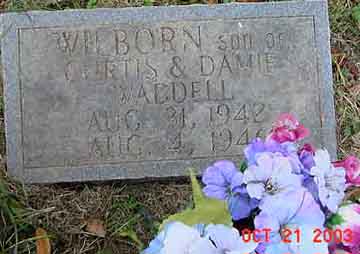 WILBORN SON OF
CURTIS & DAMIE
WADDELL
AUG. 31, 1942
AUG. 4, 1946
OCT 21 2003